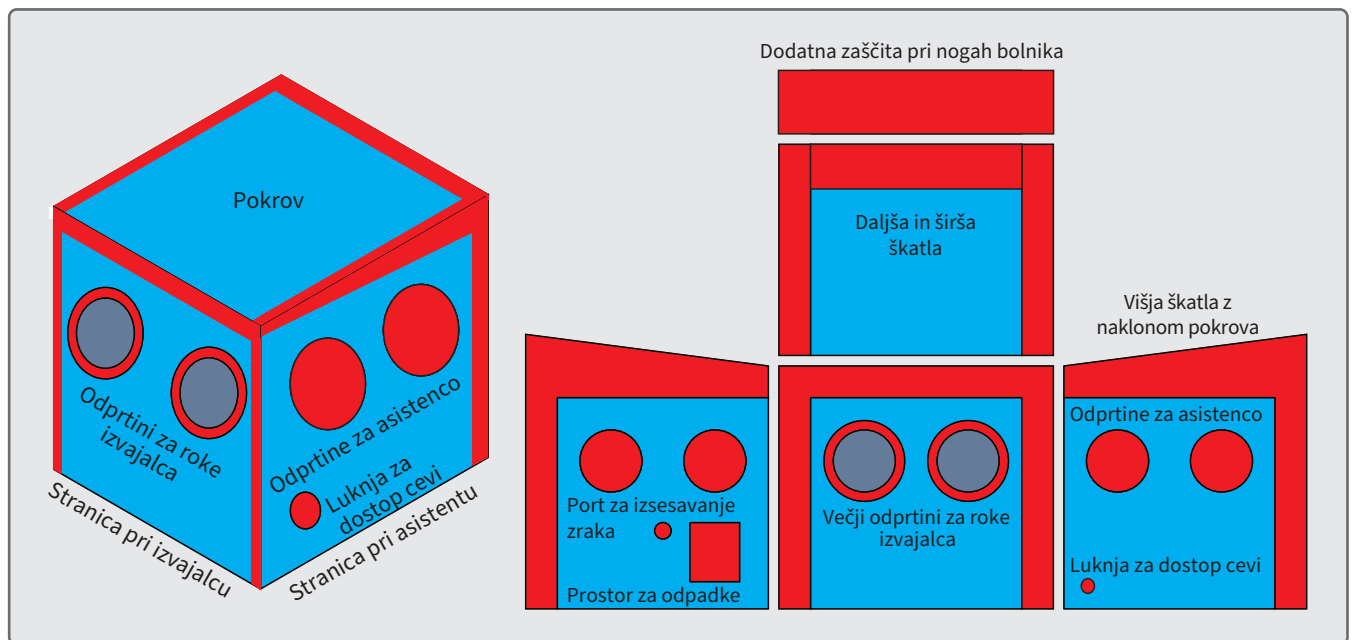 Pokrov
Odprtini za roke
izvajalca
Stranica pri izvajalcu
Odprtine za asistenco
Luknja za
dostop cevi
Stranica pri asistentu
Dodatna zaščita pri nogah bolnika
Daljša in širša
škatla
Višja škatla z
naklonom pokrova
Port za izsesavanje
zraka
Prostor za odpadke
Večji odprtini za roke
izvajalca
Odprtine za asistenco
Luknja za dostop cevi